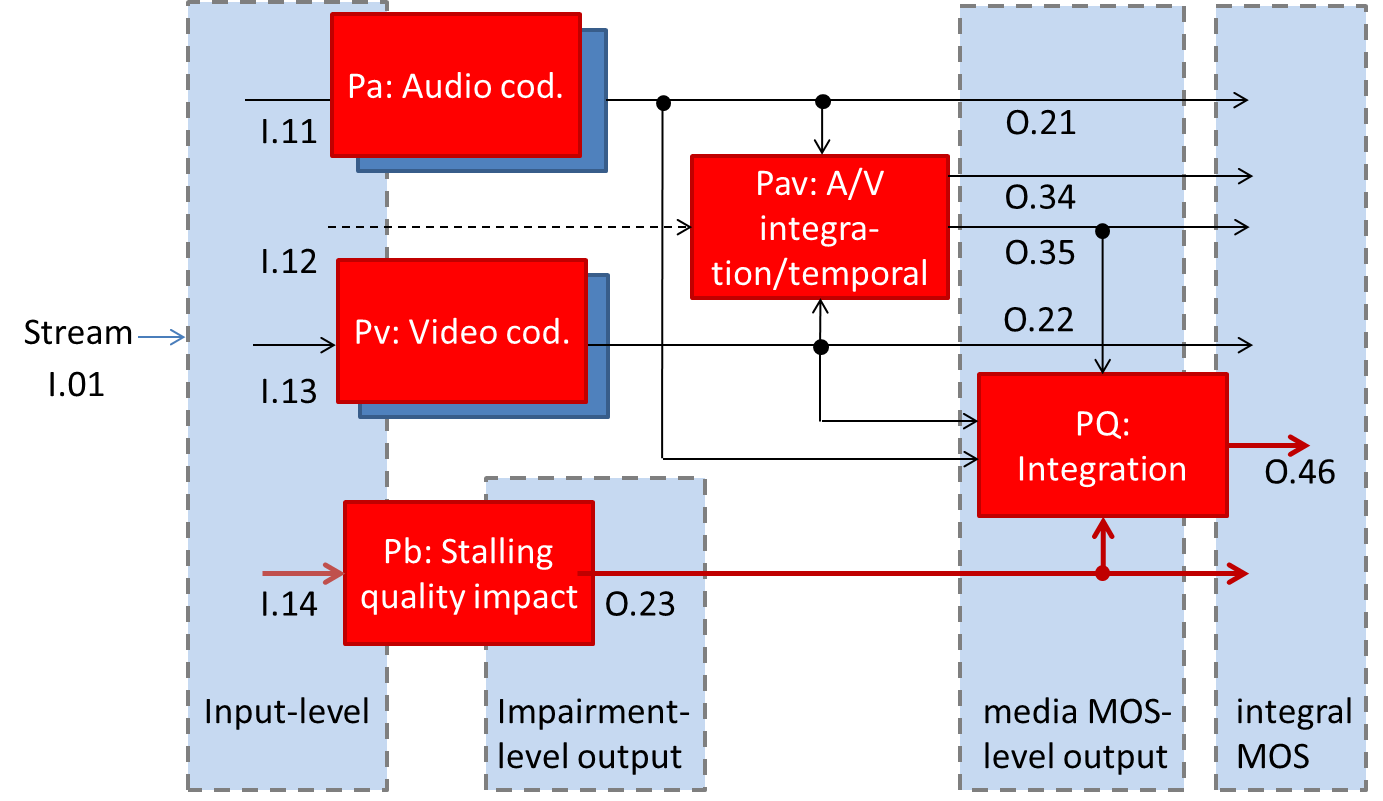 Pa: Audio cod.
I.11
O.21
Pav: A/V
integra-
tion/temporal
O.34
I.12
O.35
Pv: Video cod.
O.22
Stream
I.01
I.13
PQ:
Integration
O.46
Pb: Stalling
quality impact
I.14
O.23
Input-level
Impairment-
level output
media MOS-
level output
integral
MOS